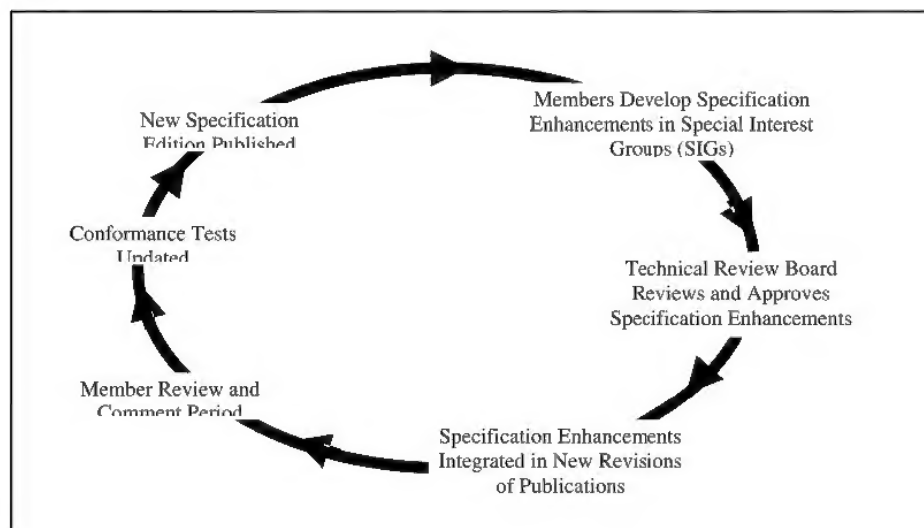 New Specification
Edition Published
Members Develop Specification
Enhancements in Special Interest
Groups (SIGs)
Technical Review Board
Reviews and Approves
Specification Enhancements
Specification Enhancements
Integrated in New Revisions
of Publications
Member Review and
Comment Period
Conformance Tests
Updated